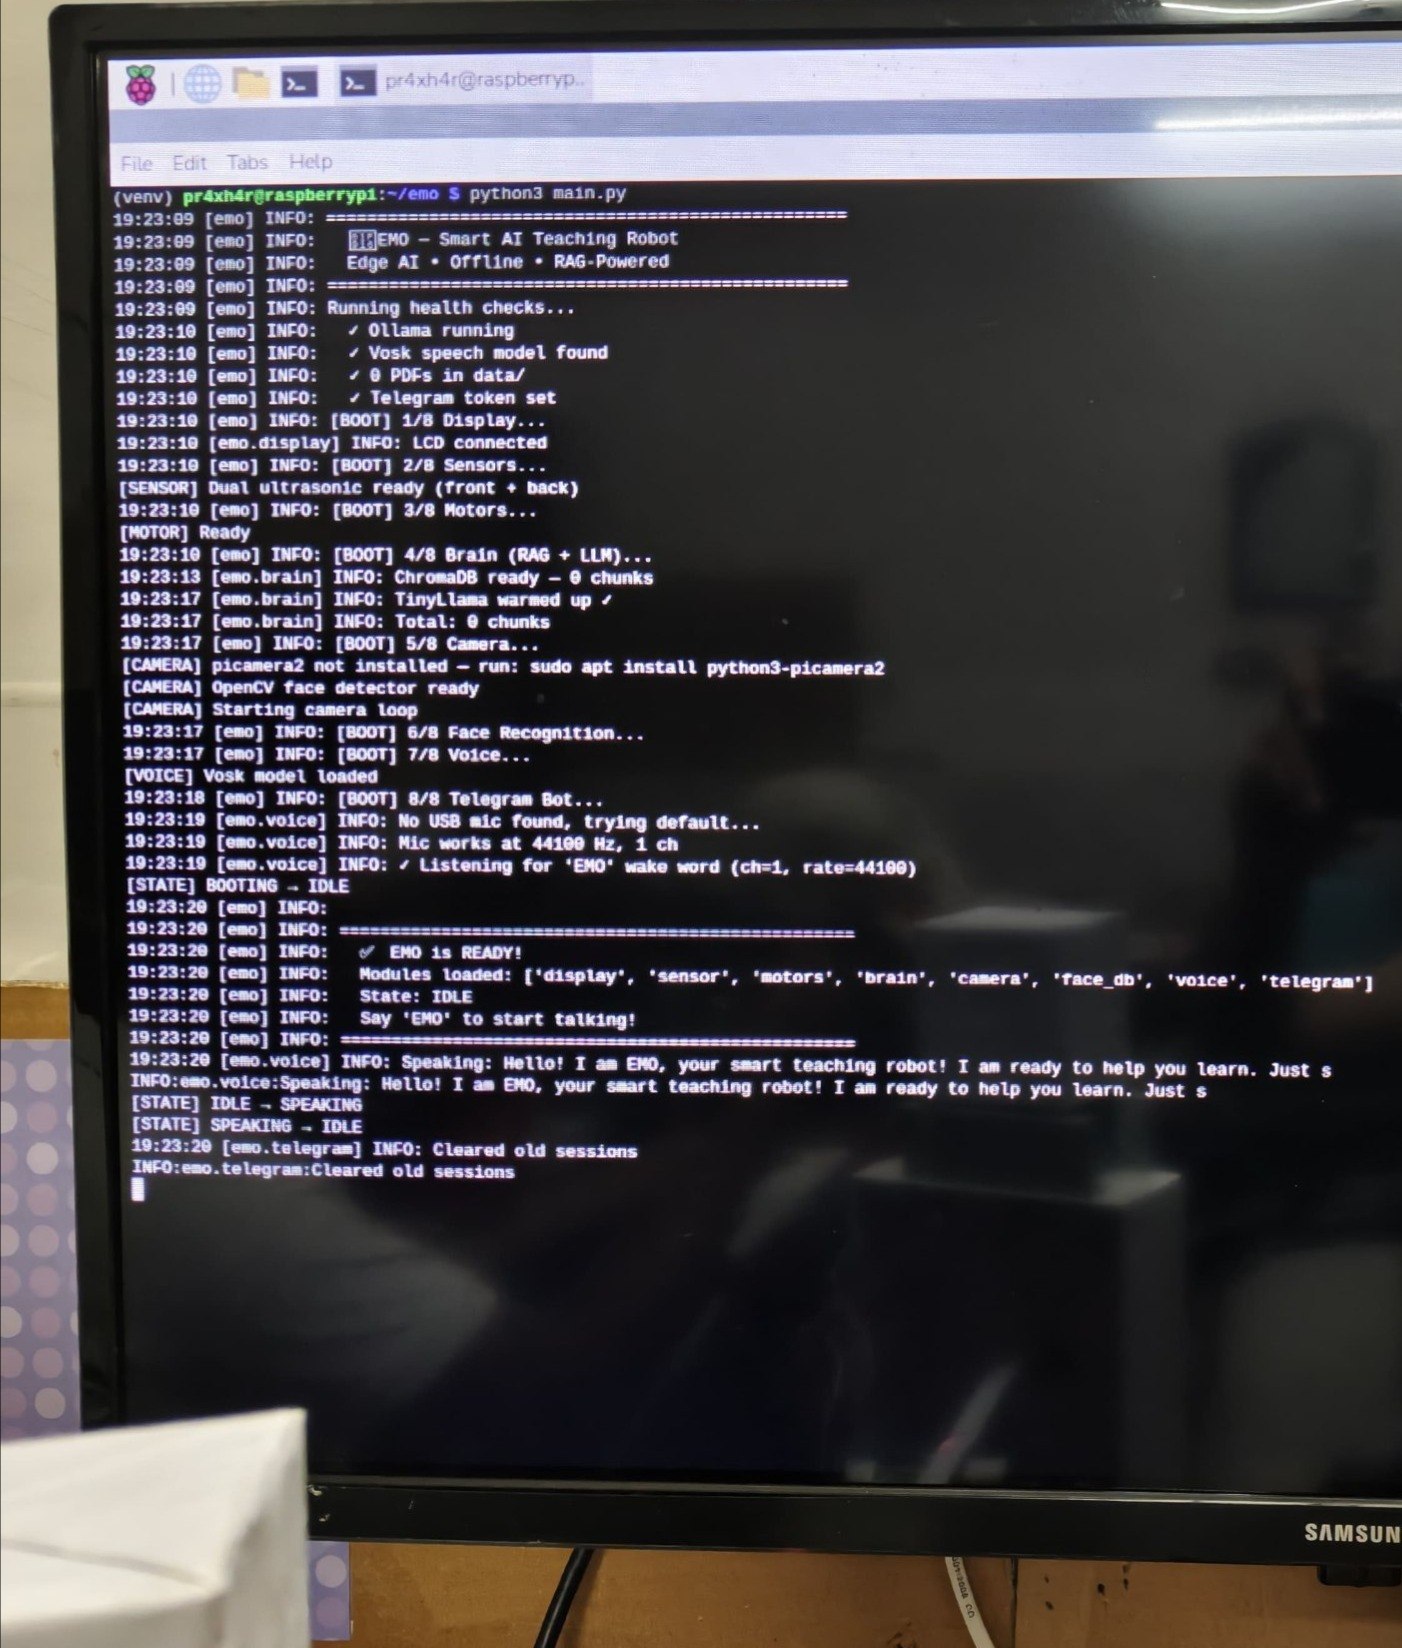 pr4xh4r@raspberryp..
File Edit Tabs Help
(venv) pr4xh4r@raspberrypi:~/emo $ python3 main.py
19:23:09 [emo] INFO: ==================================================
19:23:09 [emo] INFO: EMO — Smart AI Teaching Robot
19:23:09 [emo] INFO: Edge AI • Offline • RAG-Powered
19:23:09 [emo] INFO: ==================================================
19:23:09 [emo] INFO: Running health checks...
19:23:10 [emo] INFO: ✓ Ollama running
19:23:10 [emo] INFO: ✓ Vosk speech model found
19:23:10 [emo] INFO: ✓ 0 PDFs in data/
19:23:10 [emo] INFO: ✓ Telegram token set
19:23:10 [emo] INFO: [BOOT] 1/8 Display...
19:23:10 [emo.display] INFO: LCD connected
19:23:10 [emo] INFO: [BOOT] 2/8 Sensors...
[SENSOR] Dual ultrasonic ready (front + back)
19:23:10 [emo] INFO: [BOOT] 3/8 Motors...
[MOTOR] Ready
19:23:10 [emo] INFO: [BOOT] 4/8 Brain (RAG + LLM)...
19:23:13 [emo.brain] INFO: ChromaDB ready — 0 chunks
19:23:17 [emo.brain] INFO: TinyLlama warmed up ✓
19:23:17 [emo.brain] INFO: Total: 0 chunks
19:23:17 [emo] INFO: [BOOT] 5/8 Camera...
[CAMERA] picamera2 not installed — run: sudo apt install python3-picamera2
[CAMERA] OpenCV face detector ready
[CAMERA] Starting camera loop
19:23:17 [emo] INFO: [BOOT] 6/8 Face Recognition...
19:23:17 [emo] INFO: [BOOT] 7/8 Voice...
[VOICE] Vosk model loaded
19:23:18 [emo] INFO: [BOOT] 8/8 Telegram Bot...
19:23:19 [emo.voice] INFO: No USB mic found, trying default...
19:23:19 [emo.voice] INFO: Mic works at 44100 Hz, 1 ch
19:23:19 [emo.voice] INFO: ✓ Listening for 'EMO' wake word (ch=1, rate=44100)
[STATE] BOOTING → IDLE
19:23:20 [emo] INFO:
19:23:20 [emo] INFO: ==================================================
19:23:20 [emo] INFO: ✅ EMO is READY!
19:23:20 [emo] INFO: Modules loaded: ['display', 'sensor', 'motors', 'brain', 'camera', 'face_db', 'voice', 'telegram']
19:23:20 [emo] INFO: State: IDLE
19:23:20 [emo] INFO: Say 'EMO' to start talking!
19:23:20 [emo] INFO: ==================================================
19:23:20 [emo.voice] INFO: Speaking: Hello! I am EMO, your smart teaching robot! I am ready to help you learn. Just s
INFO:emo.voice:Speaking: Hello! I am EMO, your smart teaching robot! I am ready to help you learn. Just s
[STATE] IDLE → SPEAKING
[STATE] SPEAKING → IDLE
19:23:20 [emo.telegram] INFO: Cleared old sessions
INFO:emo.telegram:Cleared old sessions
SAMSUN